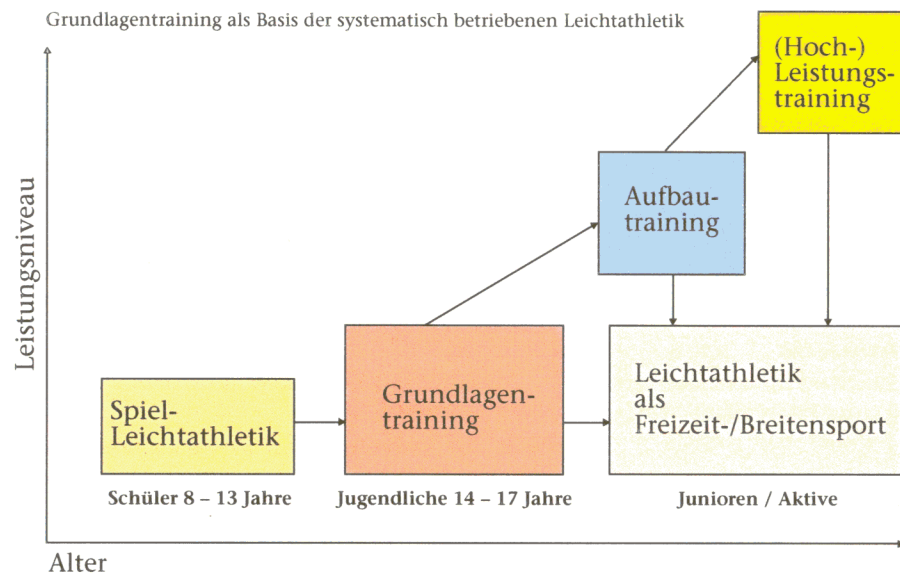 Grundlagentraining als Basis der systematisch betriebenen Leichtathletik
(Hoch-)
Leistungs-
training
Aufbau-
training
Leistungsniveau
Grundlagen-
training
Leichtathletik
als
Freizeit-/Breitensport
Spiel-
Leichtathletik
Schüler 8 – 13 Jahre
Jugendliche 14 – 17 Jahre
Junioren / Aktive
Alter